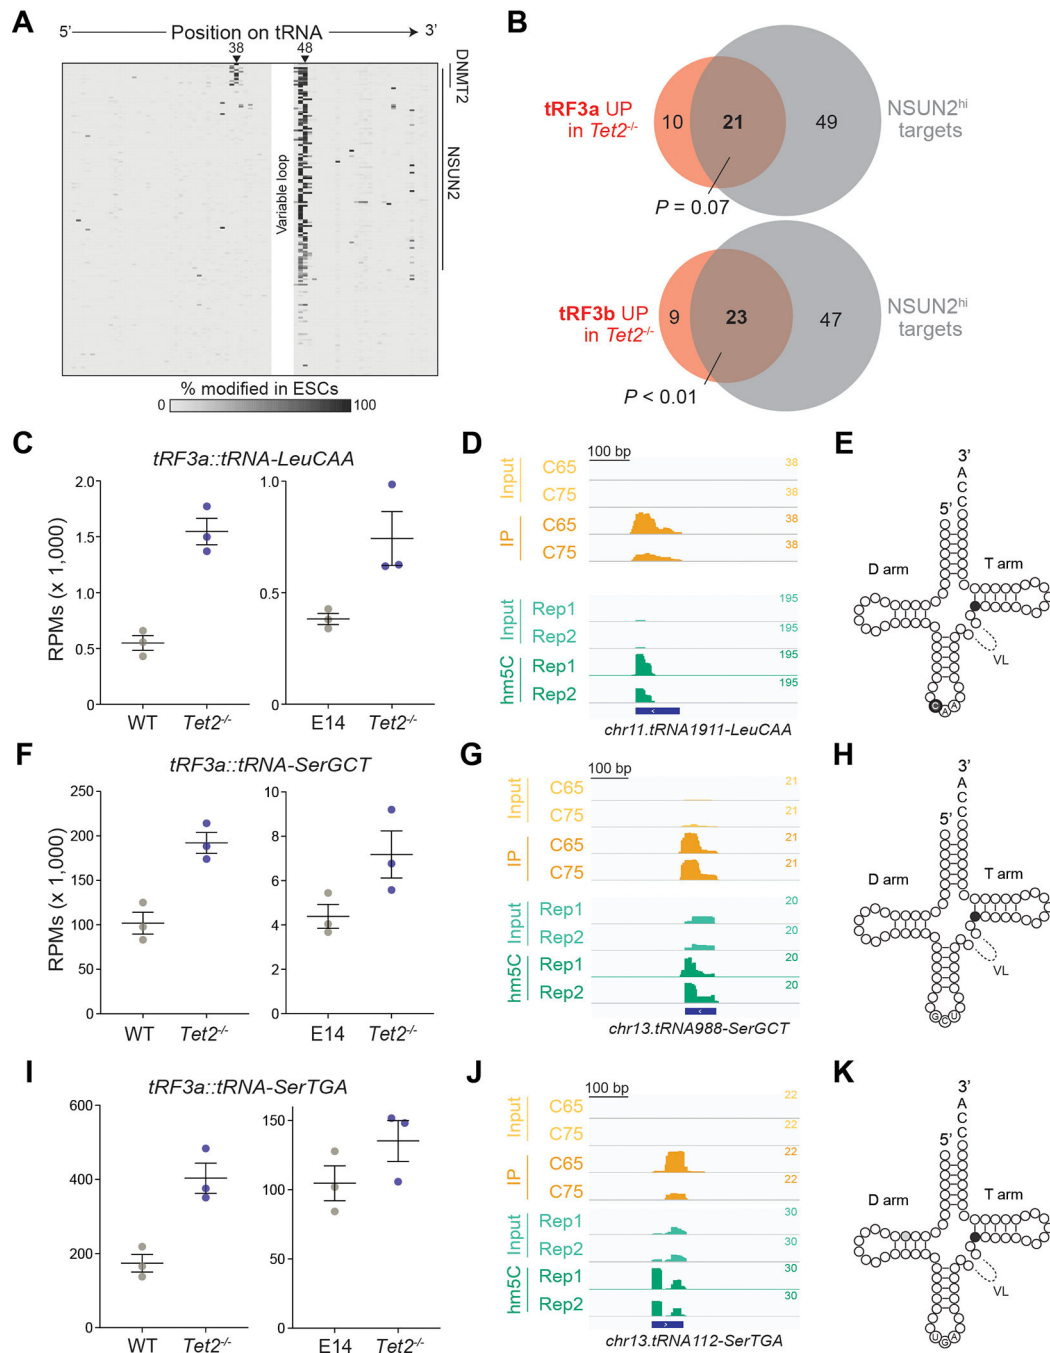 A
5'
Position on tRNA
3'
38
48
Variable loop
DNMT2
NSUN2
% modified in ESCs
0
100
B
tRF3a UP
in Tet2-/-
10
21
49
NSUN2hi
targets
P = 0.07
tRF3b UP
in Tet2-/-
9
23
47
NSUN2hi
targets
P < 0.01
C
tRF3a::tRNA-LeuCAA
RPMs (x 1,000)
2.0
1.5
1.0
0.5
0
WT
Tet2-/-
1.0
0.5
0
E14
Tet2-/-
D
100 bp
Input
C65
38
C75
38
IP
C65
38
C75
38
Input
Rep1
195
Rep2
195
hm5C
Rep1
195
Rep2
195
<
chr11.tRNA1911-LeuCAA
E
3'
A
C
C
5'
D arm
T arm
VL
C
A
A
F
tRF3a::tRNA-SerGCT
RPMs (x 1,000)
250
200
150
100
50
0
WT
Tet2-/-
10
8
6
4
2
0
E14
Tet2-/-
G
100 bp
Input
C65
21
C75
21
IP
C65
21
C75
21
Input
Rep1
20
Rep2
20
hm5C
Rep1
20
Rep2
20
<
chr13.tRNA988-SerGCT
H
3'
A
C
C
5'
D arm
T arm
VL
G
C
U
I
tRF3a::tRNA-SerTGA
600
400
200
0
WT
Tet2-/-
150
100
50
0
E14
Tet2-/-
J
100 bp
Input
C65
22
C75
22
IP
C65
22
C75
22
Input
Rep1
30
Rep2
30
hm5C
Rep1
30
Rep2
30
>
chr13.tRNA112-SerTGA
K
3'
A
C
C
5'
D arm
T arm
VL
U
G
A